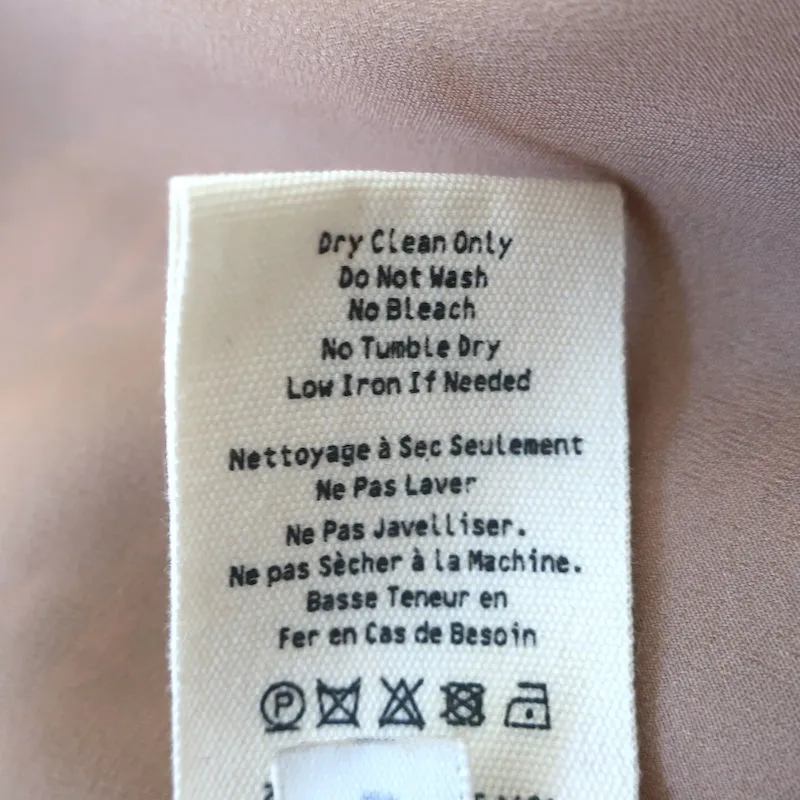 Dry Clean Only
Do Not Wash
No Bleach
No Tumble Dry
Low Iron If Needed
Nettoyage à Sec Seulement
Ne Pas Laver
Ne Pas Javelliser.
Ne pas Sècher à la Machine.
Basse Teneur en
Fer en Cas de Besoin
P